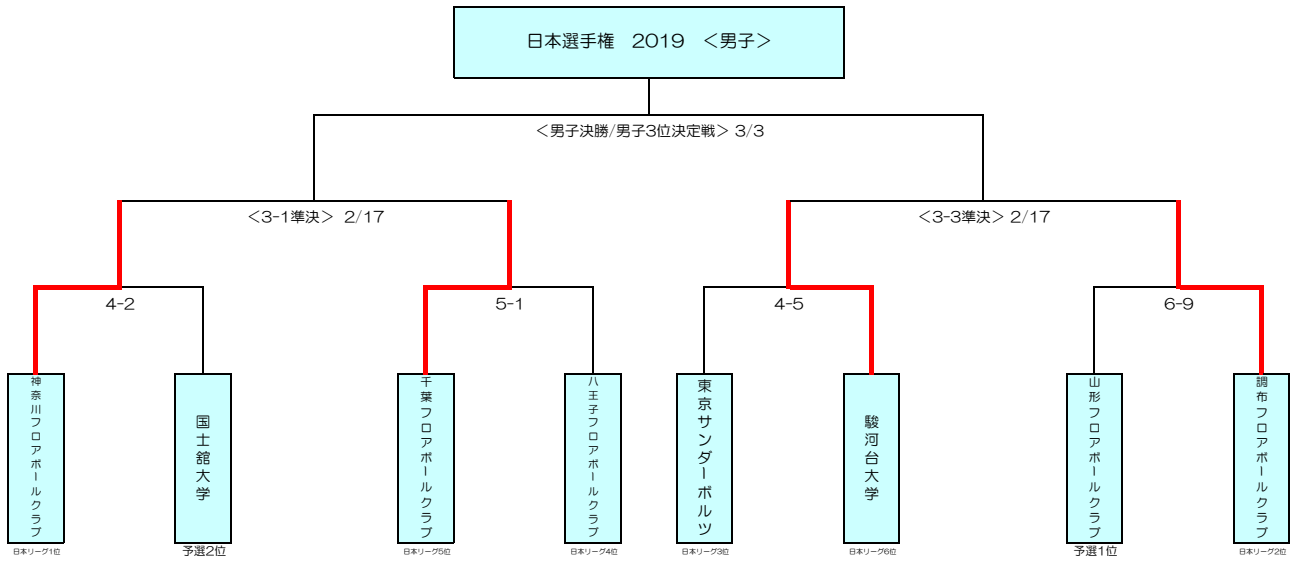 日本選手権　2019　＜男子＞
＜男子決勝/男子3位決定戦＞ 3/3
＜3-1準決＞ 2/17
＜3-3準決＞ 2/17
4-2
5-1
4-5
6-9
神奈川フロアボールクラブ
国士舘大学
千葉フロアボールクラブ
八王子フロアボールクラブ
東京サンダーボルツ
駿河台大学
山形フロアボールクラブ
調布フロアボールクラブ
日本リーグ1位
予選2位
日本リーグ5位
日本リーグ4位
日本リーグ3位
日本リーグ6位
予選1位
日本リーグ2位